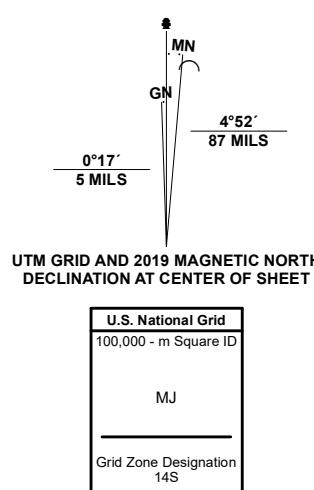 MN
GN
4°52´
87 MILS
0°17´
5 MILS
UTM GRID AND 2019 MAGNETIC NORTH
DECLINATION AT CENTER OF SHEET
U.S. National Grid
100,000 - m Square ID
MJ
Grid Zone Designation
14S